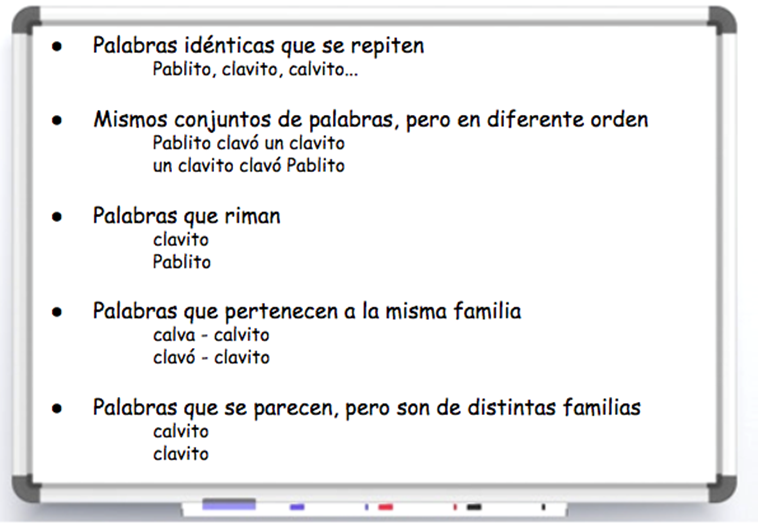 ● Palabras idénticas que se repiten
Pablito, clavito, calvito...
● Mismos conjuntos de palabras, pero en diferente orden
Pablito clavó un clavito
un clavito clavó Pablito
● Palabras que riman
clavito
Pablito
● Palabras que pertenecen a la misma familia
calva - calvito
clavó - clavito
● Palabras que se parecen, pero son de distintas familias
calvito
clavito